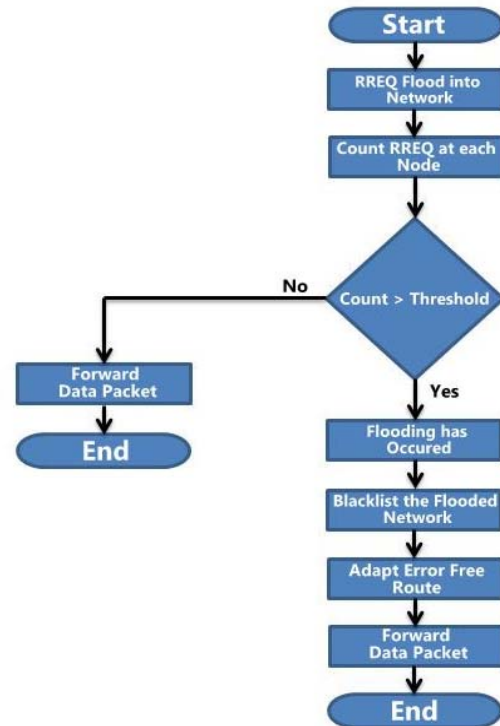 Start
RREQ Flood into
Network
Count RREQ at each
Node
Count > Threshold
No
Yes
Forward
Data Packet
End
Flooding has
Occured
Blacklist the Flooded
Network
Adapt Error Free
Route
Forward
Data Packet
End